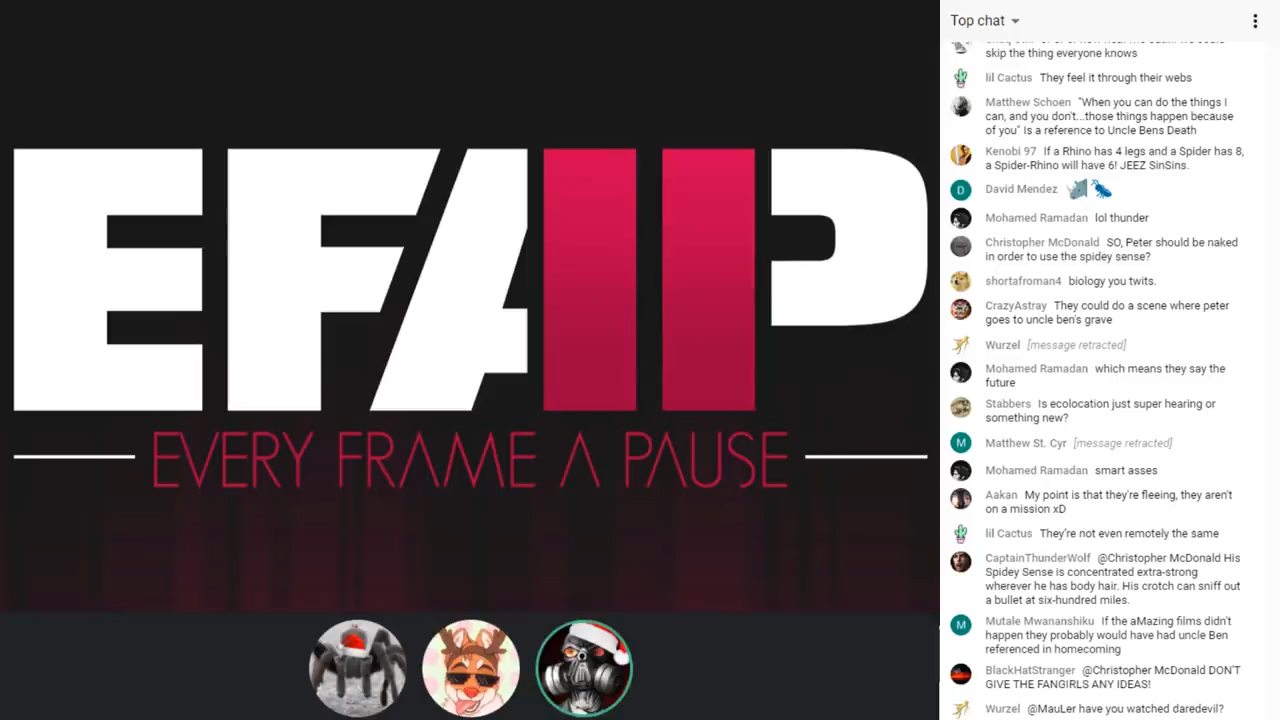 EFAP
EVERY FRAME A PAUSE
Top chat
skip the thing everyone knows
lil Cactus They feel it through their webs
Matthew Schoen "When you can do the things I
can, and you don't...those things happen because
of you" Is a reference to Uncle Bens Death
Kenobi 97 If a Rhino has 4 legs and a Spider has 8,
a Spider-Rhino will have 6! JEEZ SinSins.
D David Mendez
Mohamed Ramadan lol thunder
Christopher McDonald SO, Peter should be naked
in order to use the spidey sense?
shortafroman4 biology you twits.
CrazyAstray They could do a scene where peter
goes to uncle ben's grave
Wurzel [message retracted]
Mohamed Ramadan which means they say the
future
Stabbers Is ecolocation just super hearing or
something new?
M Matthew St. Cyr [message retracted]
Mohamed Ramadan smart asses
Aakan My point is that they're fleeing, they aren't
on a mission xD
lil Cactus They're not even remotely the same
CaptainThunderWolf @Christopher McDonald His
Spidey Sense is concentrated extra-strong
wherever he has body hair. His crotch can sniff out
a bullet at six-hundred miles.
M Mutale Mwananshiku If the aMazing films didn't
happen they probably would have had uncle Ben
referenced in homecoming
BlackHatStranger @Christopher McDonald DON'T
GIVE THE FANGIRLS ANY IDEAS!
Wurzel @MauLer have you watched daredevil?